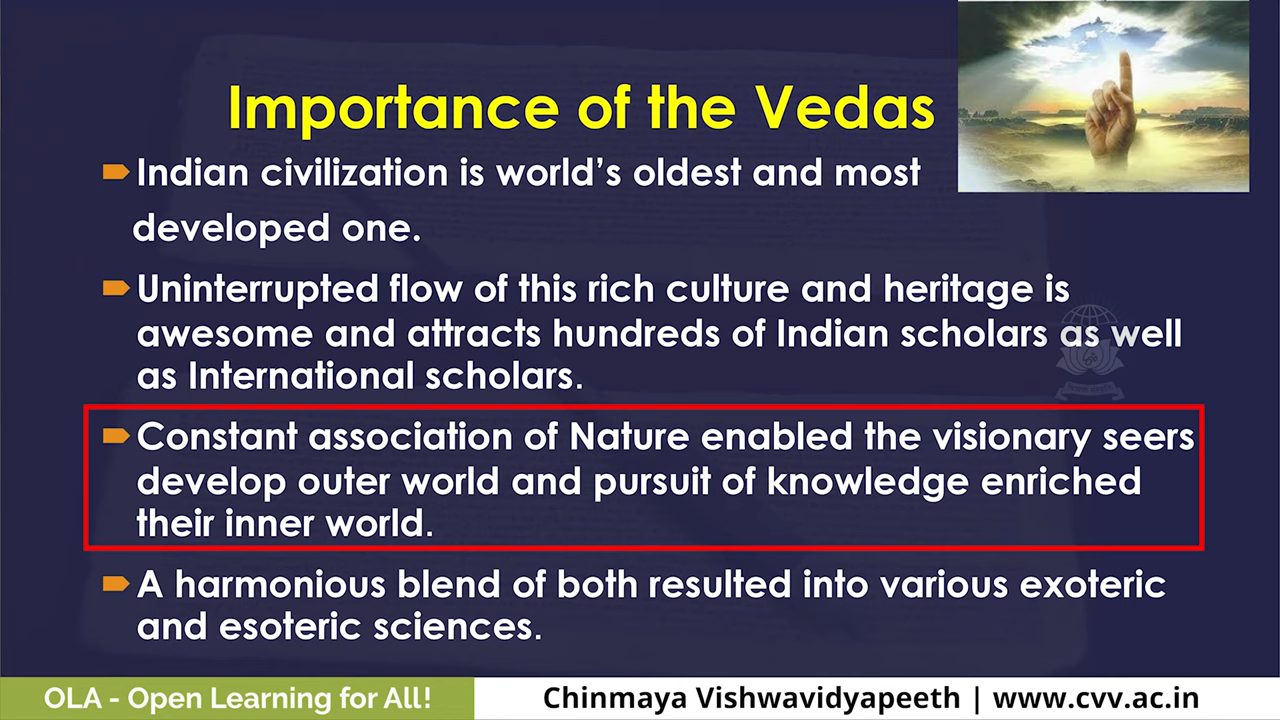 Importance of the Vedas
Indian civilization is world’s oldest and most
developed one.
Uninterrupted flow of this rich culture and heritage is
awesome and attracts hundreds of Indian scholars as well
as International scholars.
Constant association of Nature enabled the visionary seers
develop outer world and pursuit of knowledge enriched
their inner world.
A harmonious blend of both resulted into various exoteric
and esoteric sciences.
OLA - Open Learning for All!
Chinmaya Vishwavidyapeeth | www.cvv.ac.in